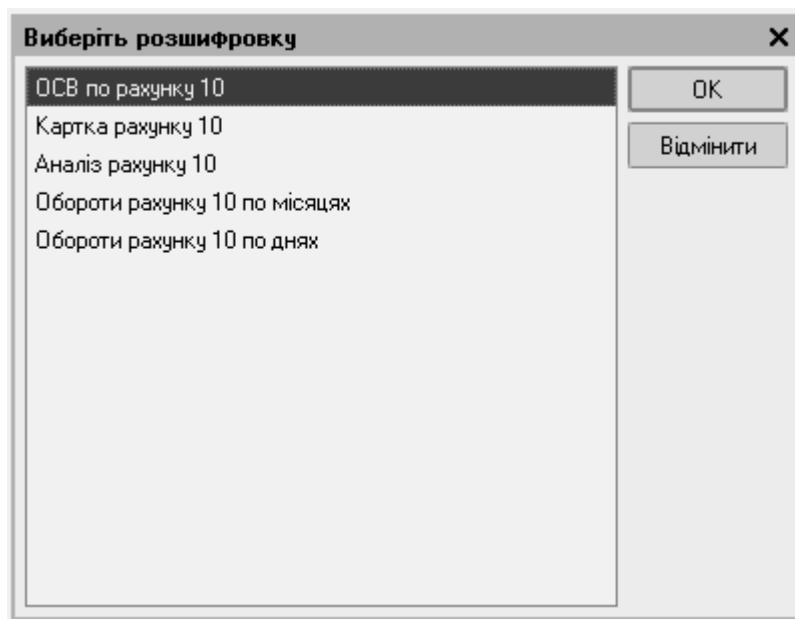 Виберіть розшифровку
ОСВ по рахунку 10
Картка рахунку 10
Аналіз рахунку 10
Обороти рахунку 10 по місяцях
Обороти рахунку 10 по днях
OK
Відмінити